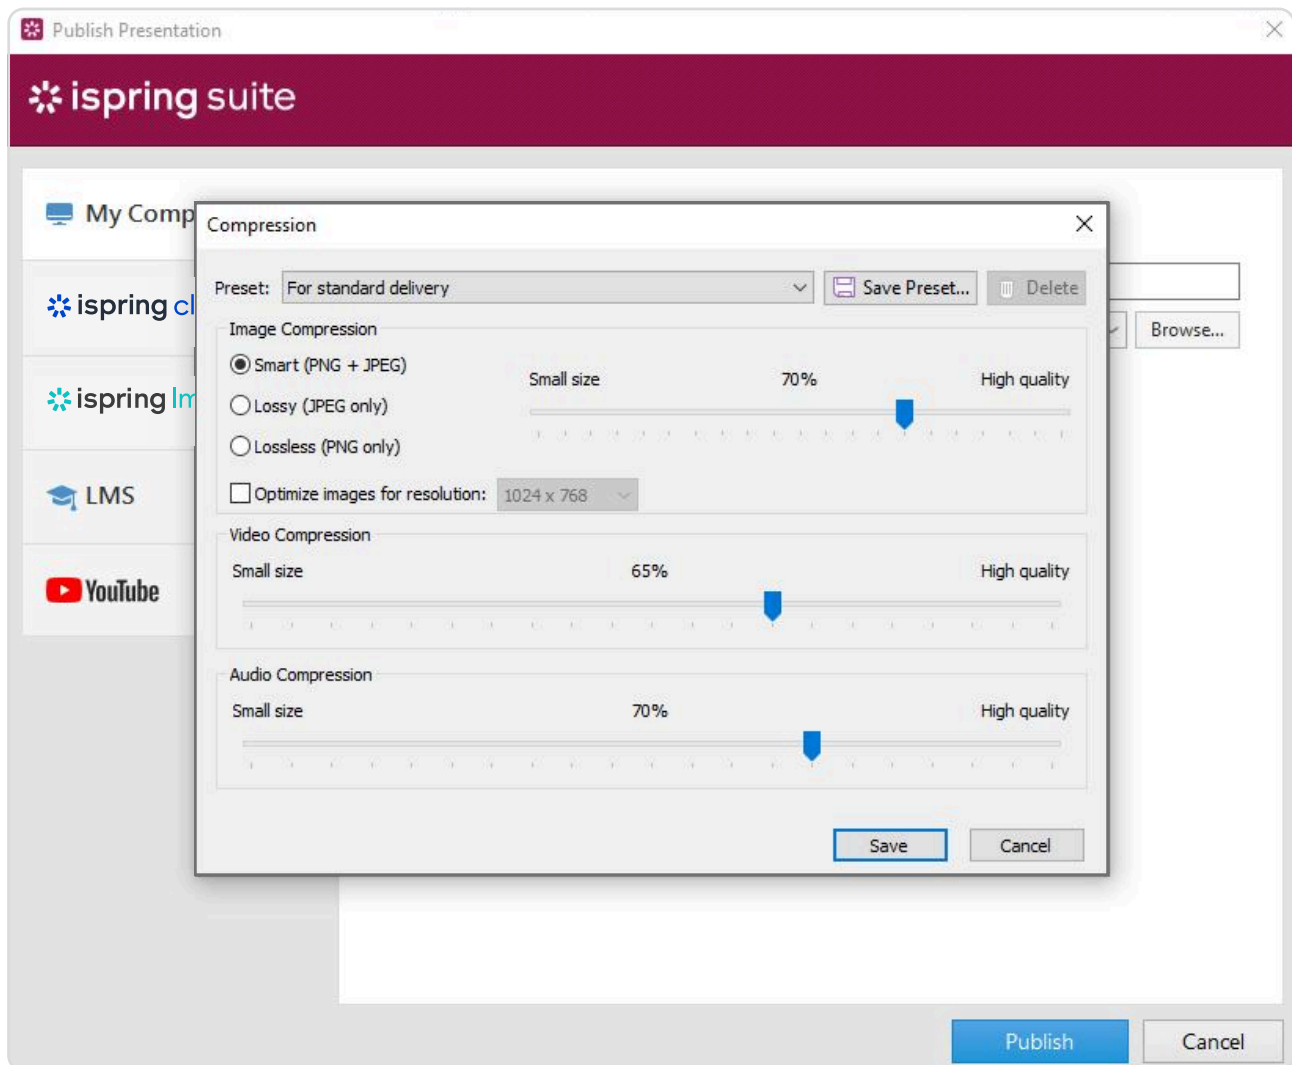 Publish Presentation
ispring suite
My Comp
ispring cl
ispring lm
LMS
YouTube
Compression
Preset: For standard delivery Save Preset... Delete
Browse...
Image Compression
Smart (PNG + JPEG)
Lossy (JPEG only)
Lossless (PNG only)
Small size 70% High quality
Optimize images for resolution: 1024 x 768
Video Compression
Small size 65% High quality
Audio Compression
Small size 70% High quality
Save Cancel
Publish Cancel